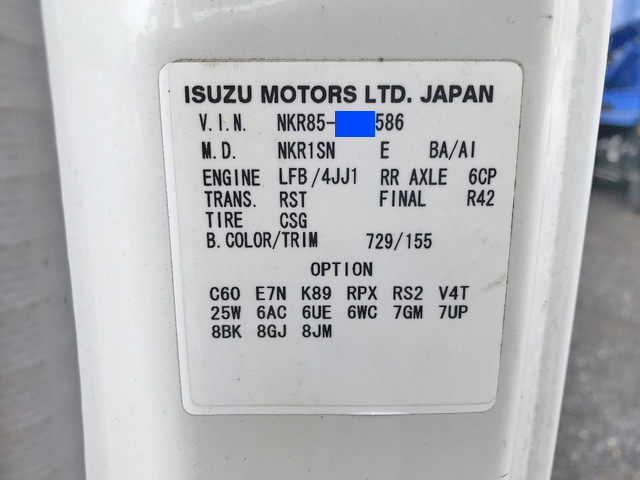 ISUZU MOTORS LTD. JAPAN
V.I.N. NKR85- 586
M.D. NKR1SN E BA/AI
ENGINE LFB/4JJ1 RR AXLE 6CP
TRANS. RST FINAL R42
TIRE CSG
B.COLOR/TRIM 729/155
OPTION
C60 E7N K89 RPX RS2 V4T
25W 6AC 6UE 6WC 7GM 7UP
8BK 8GJ 8JM